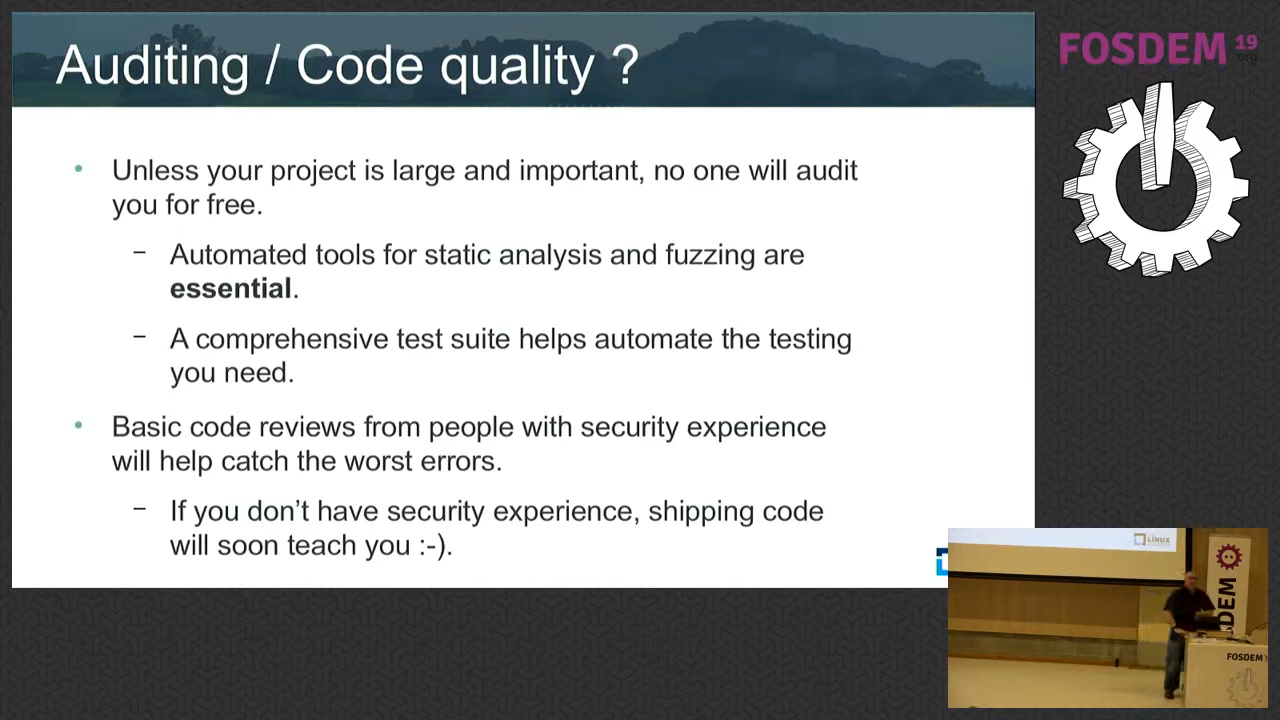 Auditing / Code quality ?
• Unless your project is large and important, no one will audit
you for free.
– Automated tools for static analysis and fuzzing are
essential.
– A comprehensive test suite helps automate the testing
you need.
• Basic code reviews from people with security experience
will help catch the worst errors.
– If you don’t have security experience, shipping code
will soon teach you :-).
FOSDEM 19
.org
LINUX
DEM
FOSDEM